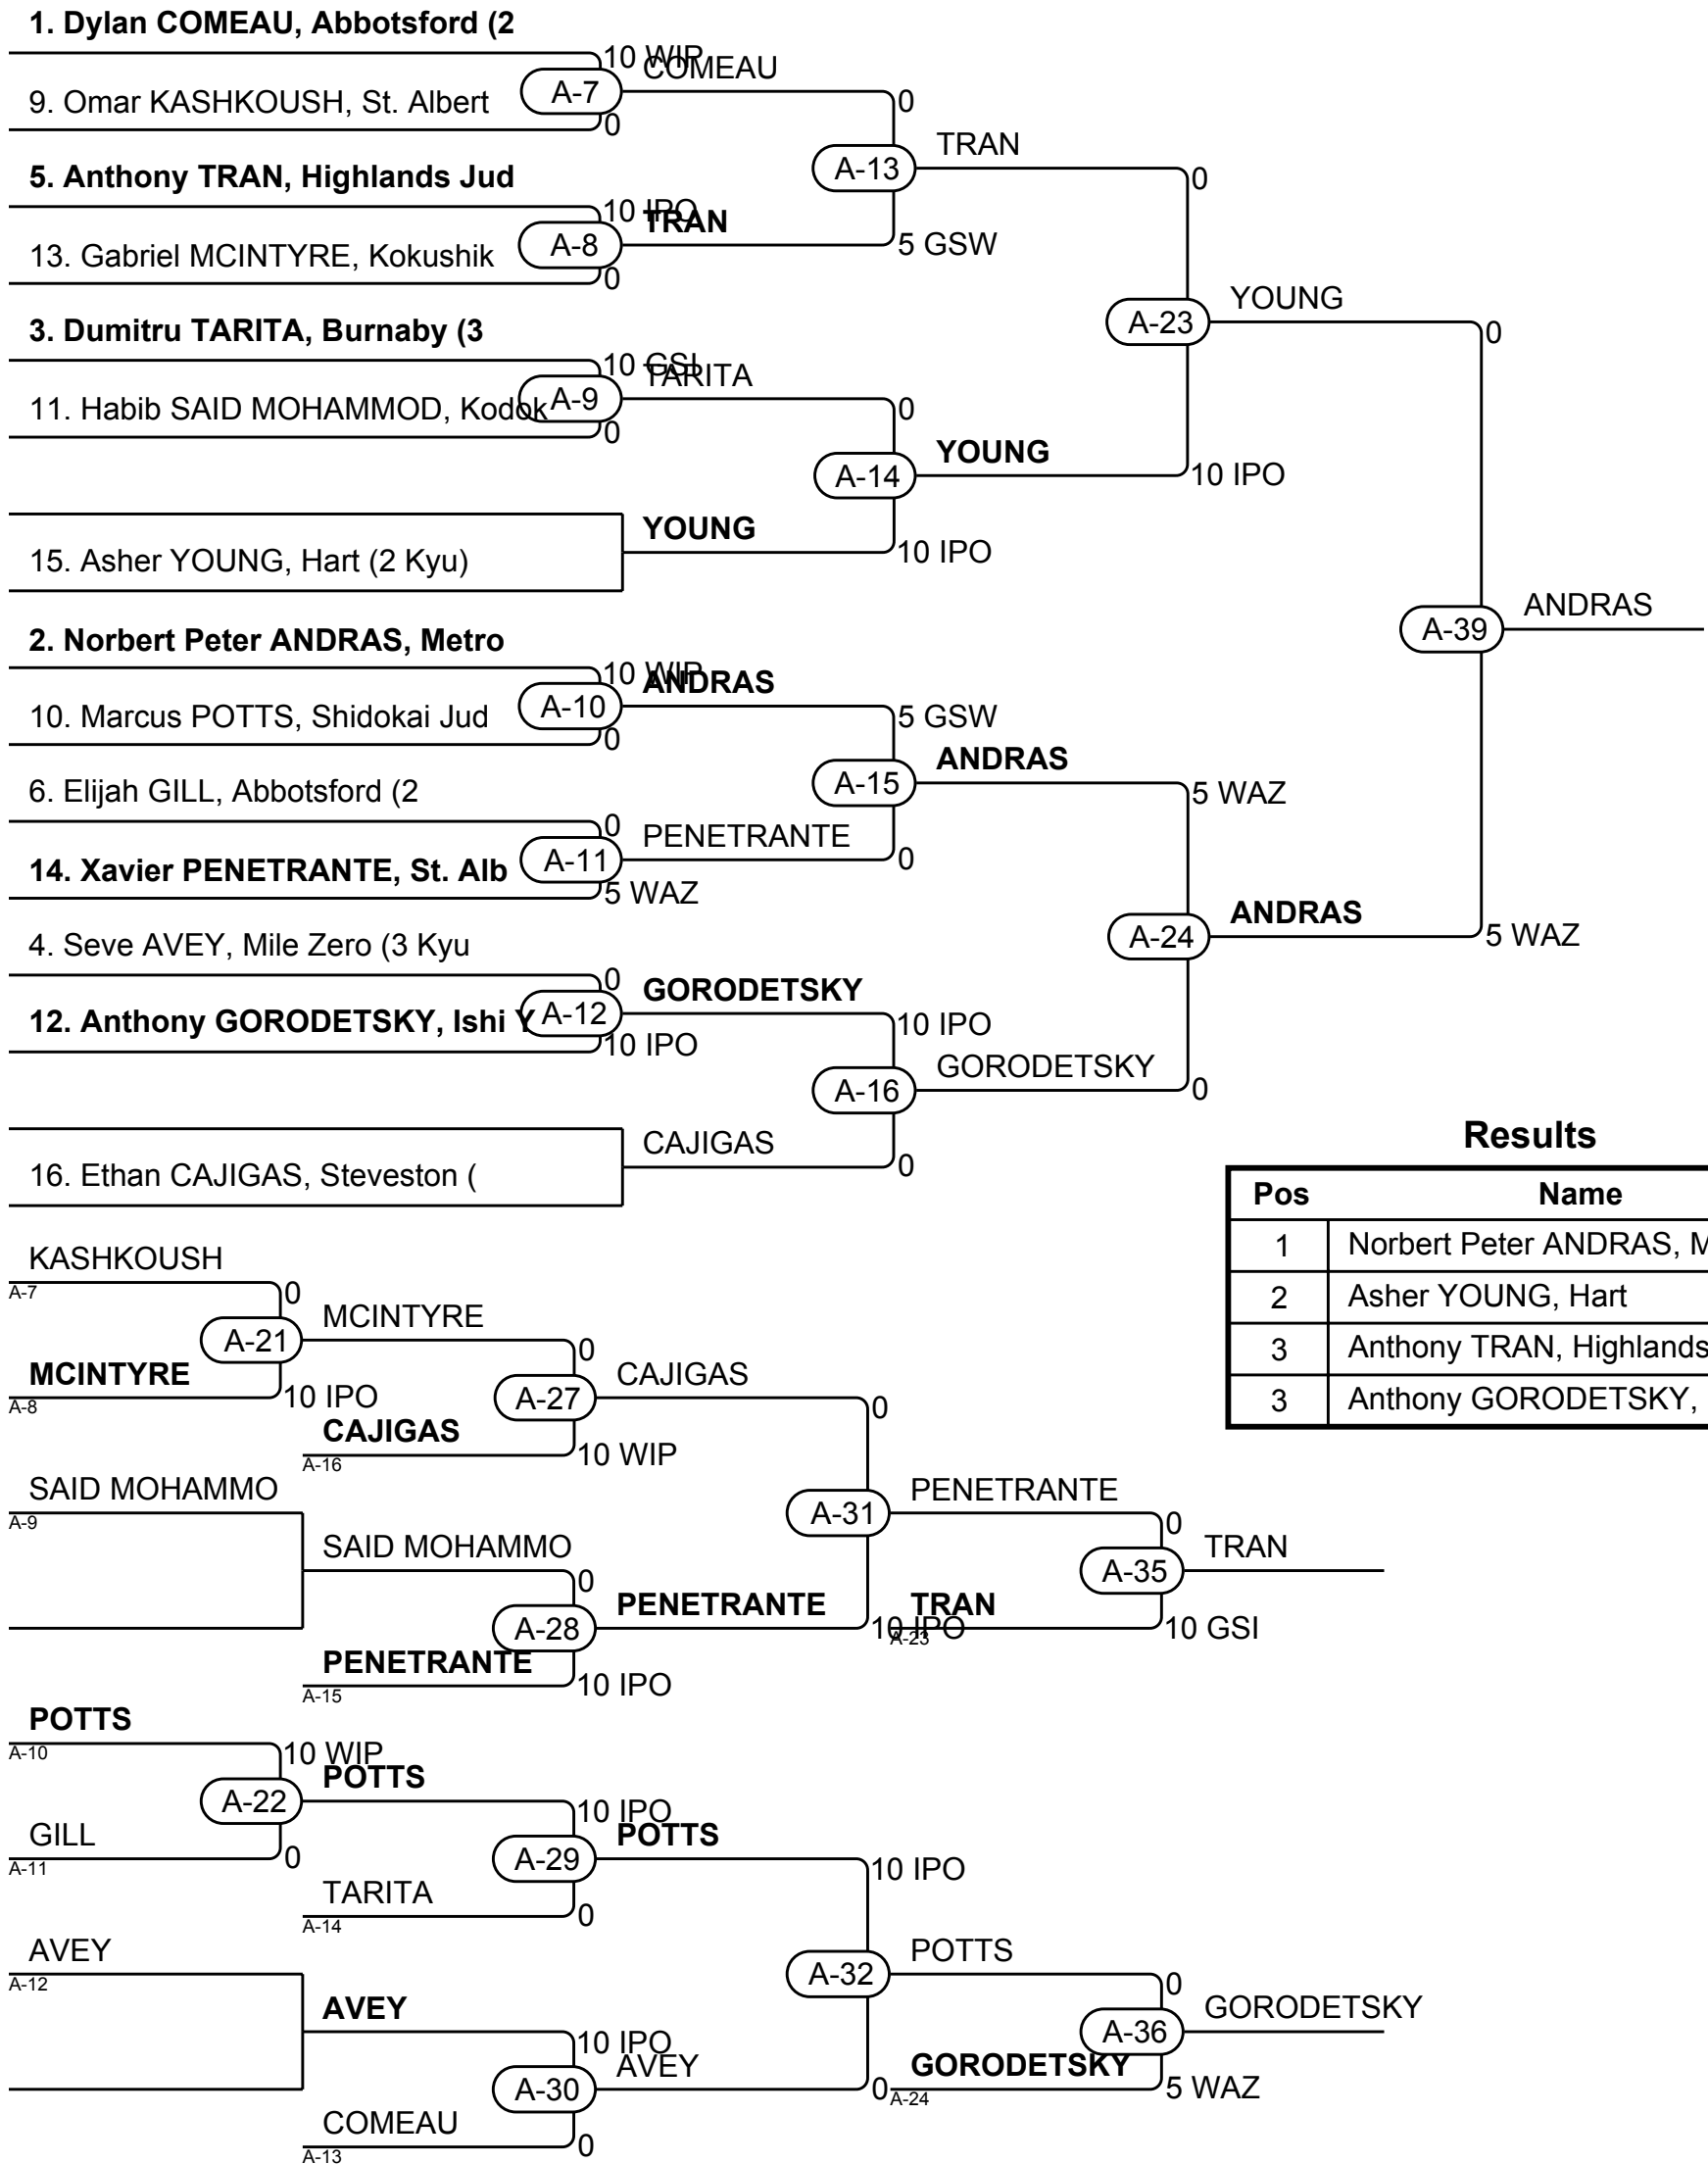 1. Dylan COMEAU, Abbotsford (2
10 WIP
COMEAU
A-7
9. Omar KASHKOUSH, St. Albert
0
0
TRAN
A-13
0
5. Anthony TRAN, Highlands Jud
10 IPO
TRAN
A-8
5 GSW
13. Gabriel MCINTYRE, Kokushik
0
YOUNG
A-23
0
3. Dumitru TARITA, Burnaby (3
10 GSI
TARITA
A-9
11. Habib SAID MOHAMMOD, Kodok
0
0
YOUNG
A-14
10 IPO
YOUNG
10 IPO
15. Asher YOUNG, Hart (2 Kyu)
ANDRAS
A-39
2. Norbert Peter ANDRAS, Metro
10 WIP
ANDRAS
A-10
10. Marcus POTTS, Shidokai Jud
0
5 GSW
ANDRAS
A-15
5 WAZ
6. Elijah GILL, Abbotsford (2
0
PENETRANTE
A-11
0
14. Xavier PENETRANTE, St. Alb
5 WAZ
ANDRAS
A-24
5 WAZ
4. Seve AVEY, Mile Zero (3 Kyu
0
GORODETSKY
A-12
12. Anthony GORODETSKY, Ishi Y
10 IPO
10 IPO
GORODETSKY
A-16
0
CAJIGAS
0
16. Ethan CAJIGAS, Steveston (
Results
Pos Name
1 Norbert Peter ANDRAS, M
2 Asher YOUNG, Hart
3 Anthony TRAN, Highlands
3 Anthony GORODETSKY,
KASHKOUSH
A-7
0
MCINTYRE
A-21
0
MCINTYRE
A-8
10 IPO
CAJIGAS
A-27
0
CAJIGAS
A-16
10 WIP
SAID MOHAMMO
A-9
PENETRANTE
A-31
0
SAID MOHAMMO
0
TRAN
A-35
PENETRANTE
A-28
10 IPO
TRAN
A-23
10 GSI
PENETRANTE
A-15
10 IPO
POTTS
A-10
10 WIP
POTTS
A-22
10 IPO
GILL
A-11
0
POTTS
A-29
10 IPO
TARITA
A-14
0
AVEY
A-12
POTTS
A-32
0
AVEY
10 IPO
GORODETSKY
A-36
AVEY
A-30
0
GORODETSKY
A-24
5 WAZ
COMEAU
A-13
0